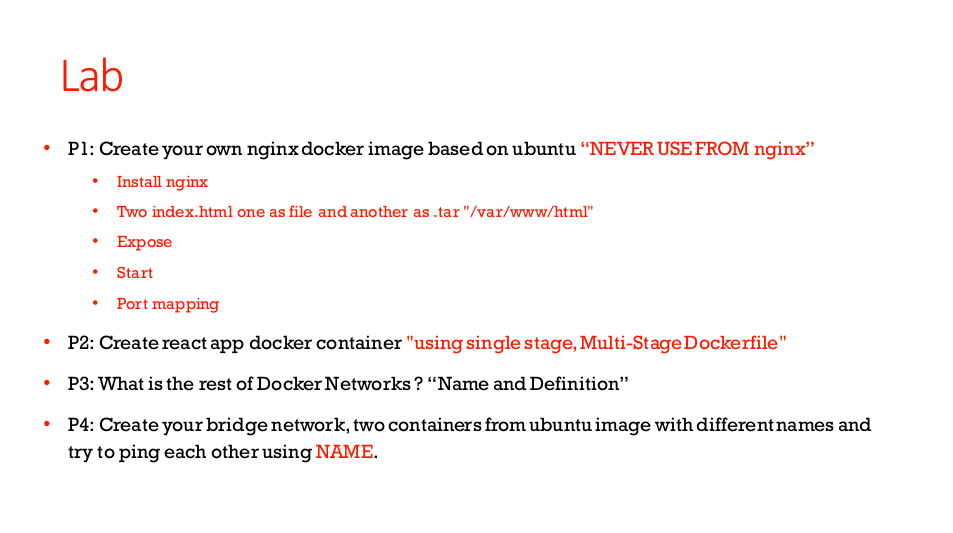 Lab
• P1: Create your own nginx docker image based on ubuntu “NEVER USE FROM nginx”
• Install nginx
• Two index.html one as file and another as .tar "/var/www/html"
• Expose
• Start
• Port mapping
• P2: Create react app docker container "using single stage, Multi-Stage Dockerfile"
• P3: What is the rest of Docker Networks ? “Name and Definition”
• P4: Create your bridge network, two containers from ubuntu image with different names and
try to ping each other using NAME.